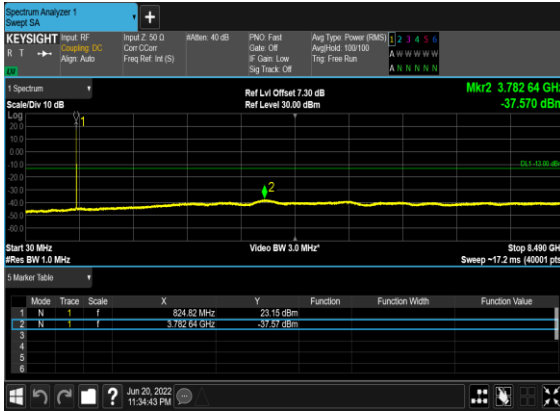 Spectrum Analyzer 1
Swept SA
+
KEYSIGHT Input: RF Input Z: 50 Ω #Atten: 40 dB PNO: Fast Avg Type: Power (RMS) 1 2 3 4 5 6
R T Coupling: DC Corr CCorr Gate: Off Avg|Hold: 100/100 A W W W W W
Align: Auto Freq Ref: Int (S) IF Gain: Low Trig: Free Run
Sig Track: Off A N N N N N
1 Spectrum Ref Lvl Offset 7.30 dB Mkr2 3.782 64 GHz
Scale/Div 10 dB Ref Level 30.00 dBm -37.570 dBm
Log
20.0
10.0
0.00
-10.0
-20.0
-30.0
-40.0
-50.0
-60.0
1
2
DL1 -13.00 dBm
Start 30 MHz Video BW 3.0 MHz* Stop 8.490 GHz
#Res BW 1.0 MHz Sweep ~17.2 ms (40001 pts)
5 Marker Table
Mode Trace Scale X Y Function Function Width Function Value
1 N 1 f 824.82 MHz 23.15 dBm
2 N 1 f 3.782 64 GHz -37.57 dBm
3
4
5
6
? Jun 20, 2022
11:34:43 PM